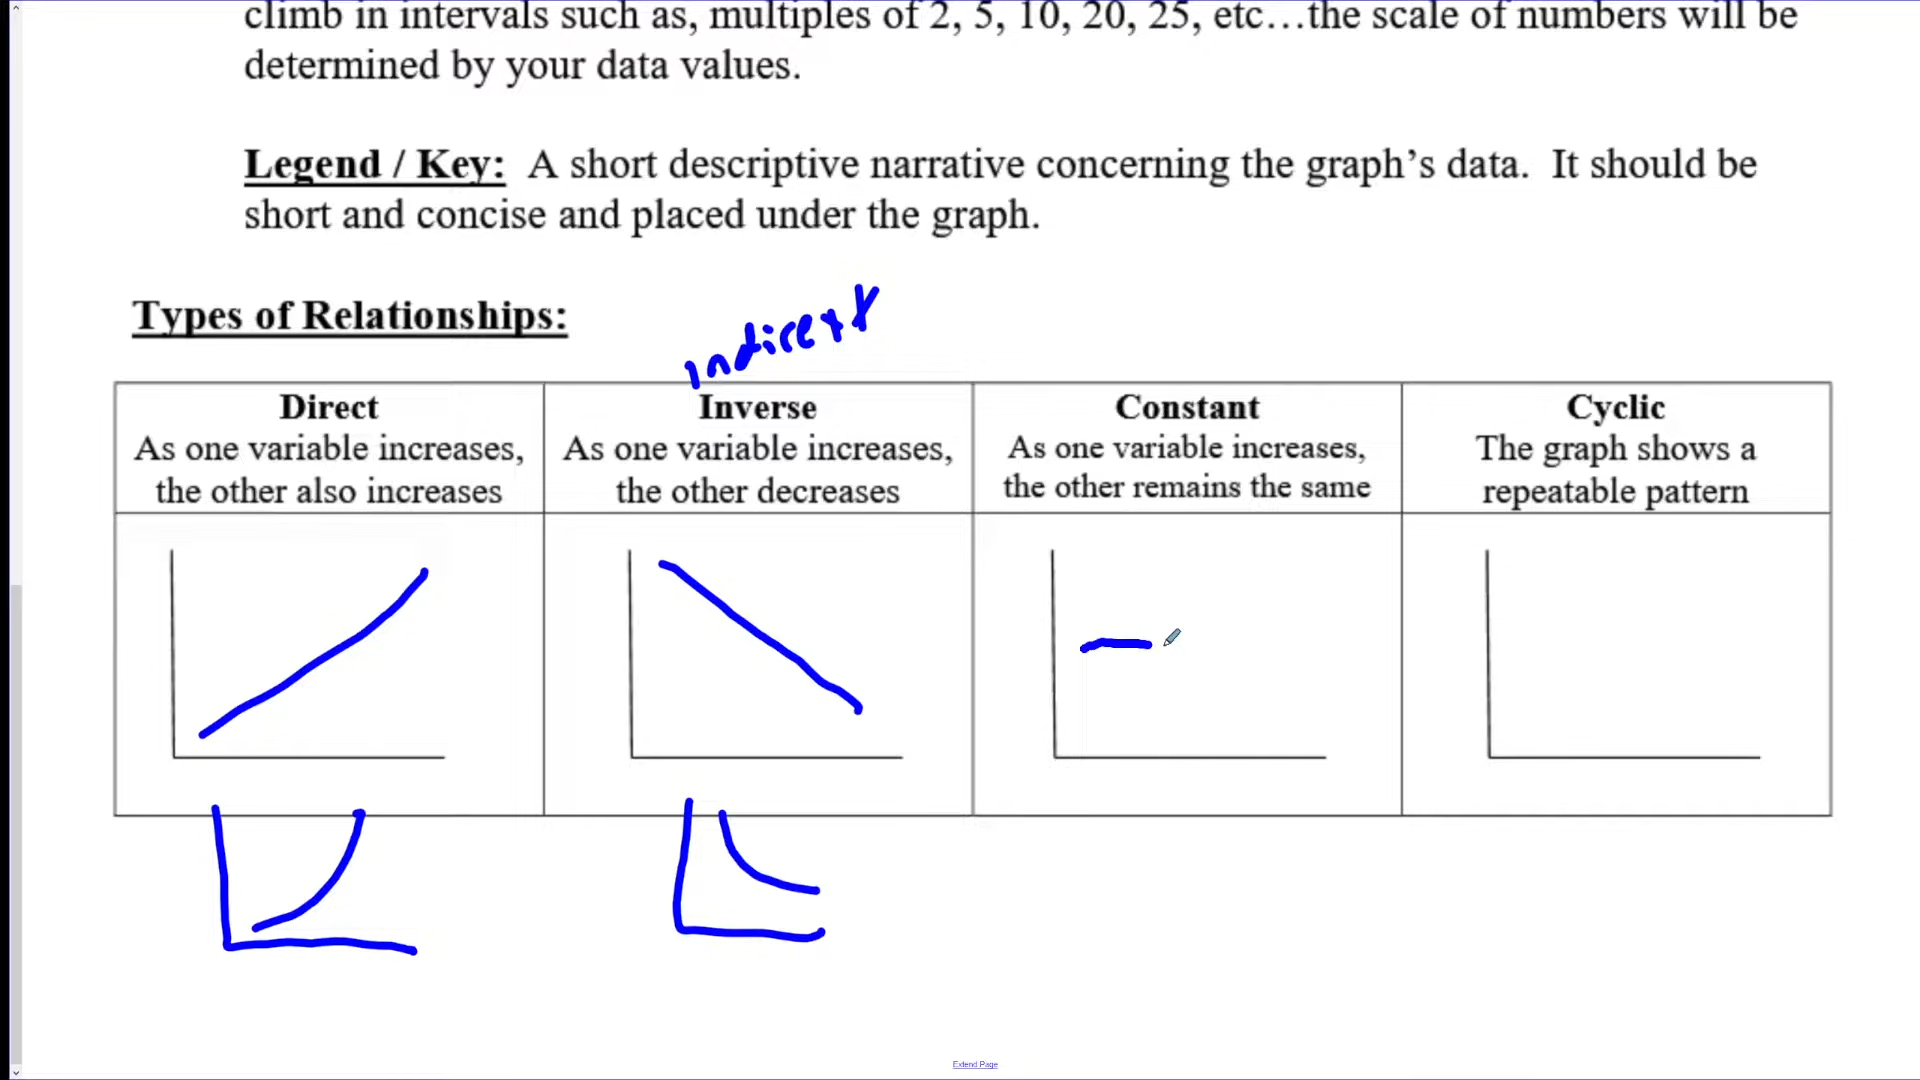 climb in intervals such as, multiples of 2, 5, 10, 20, 25, etc…the scale of numbers will be
determined by your data values.
Legend / Key: A short descriptive narrative concerning the graph’s data. It should be
short and concise and placed under the graph.
Types of Relationships:
Direct
As one variable increases,
the other also increases
Inverse
As one variable increases,
the other decreases
Constant
As one variable increases,
the other remains the same
Cyclic
The graph shows a
repeatable pattern
Extend Page